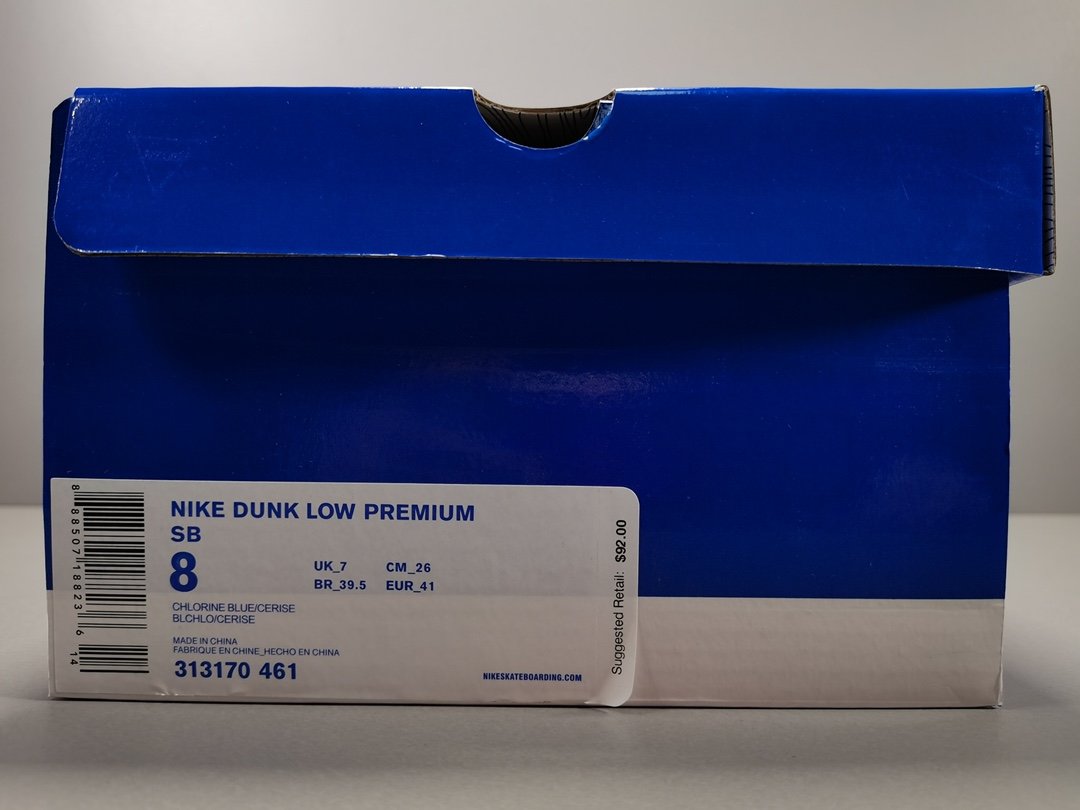 NIKE DUNK LOW PREMIUM
SB
8
UK_7 CM_26
BR_39.5 EUR_41
CHLORINE BLUE/CERISE
BLCHLO/CERISE
MADE IN CHINA
FABRIQUE EN CHINE_HECHO EN CHINA
313170 461
NIKESKATEBOARDING.COM
8 88507 18823 6 14
Suggested Retail: $92.00